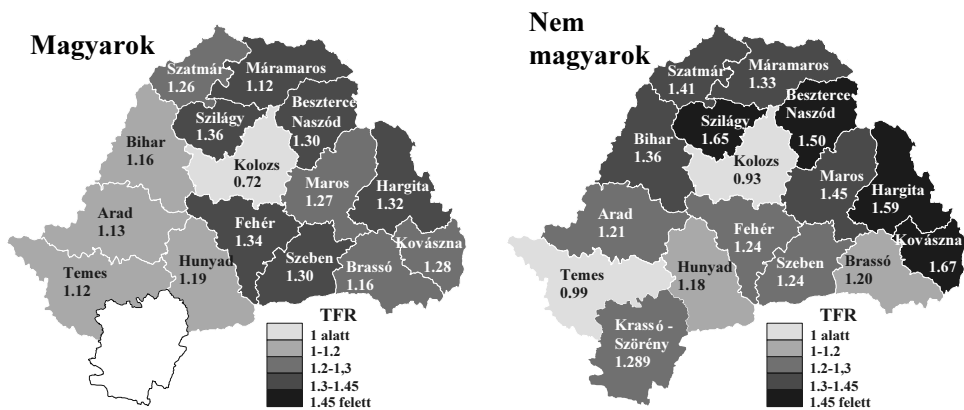 Magyarok
Szatmár
1.26
Máramaros
1.12
Szilágy
1.36
Beszterce
Naszód
1.30
Bihar
1.16
Kolozs
0.72
Maros
1.27
Hargita
1.32
Arad
1.13
Fehér
1.34
Kovászna
1.28
Temes
1.12
Hunyad
1.19
Szeben
1.30
Brassó
1.16
TFR
1 alatt
1-1.2
1.2-1,3
1.3-1.45
1.45 felett
Nem
magyarok
Szatmár
1.41
Máramaros
1.33
Szilágy
1.65
Beszterce-
Naszód
1.50
Bihar
1.36
Kolozs
0.93
Maros
1.45
Hargita
1.59
Arad
1.21
Fehér
1.24
Kovászna
1.67
Temes
0.99
Hunyad
1.18
Szeben
1.24
Brassó
1.20
Krassó -
Szörény
1.289
TFR
1 alatt
1-1.2
1.2-1,3
1.3-1.45
1.45 felett